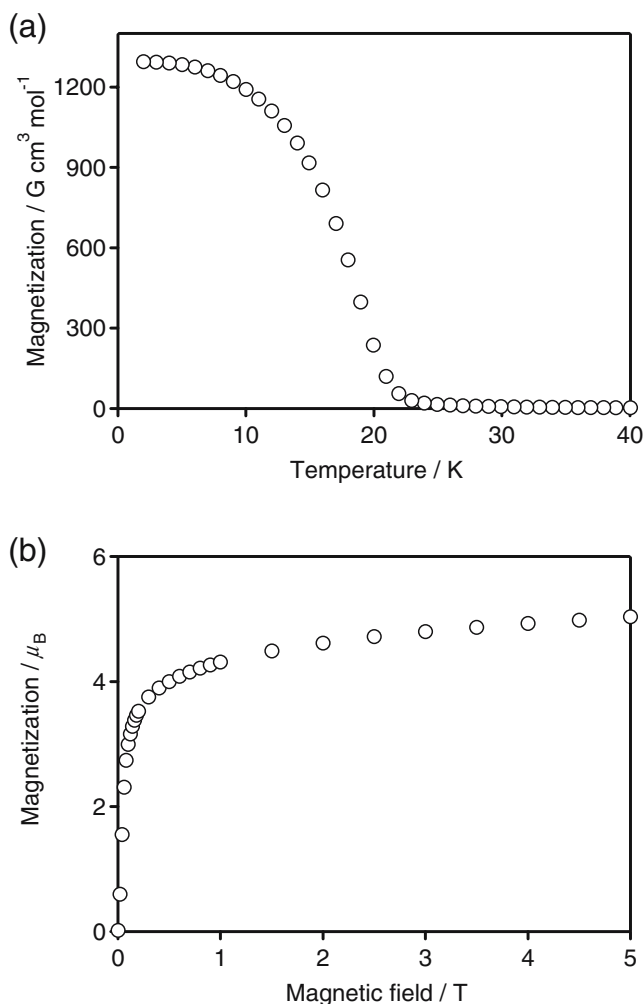 (a)
Magnetization / G cm³ mol⁻¹
1200
900
600
300
0
0 10 20 30 40
Temperature / K
(b)
Magnetization / μB
6
4
2
0
0 1 2 3 4 5
Magnetic field / T